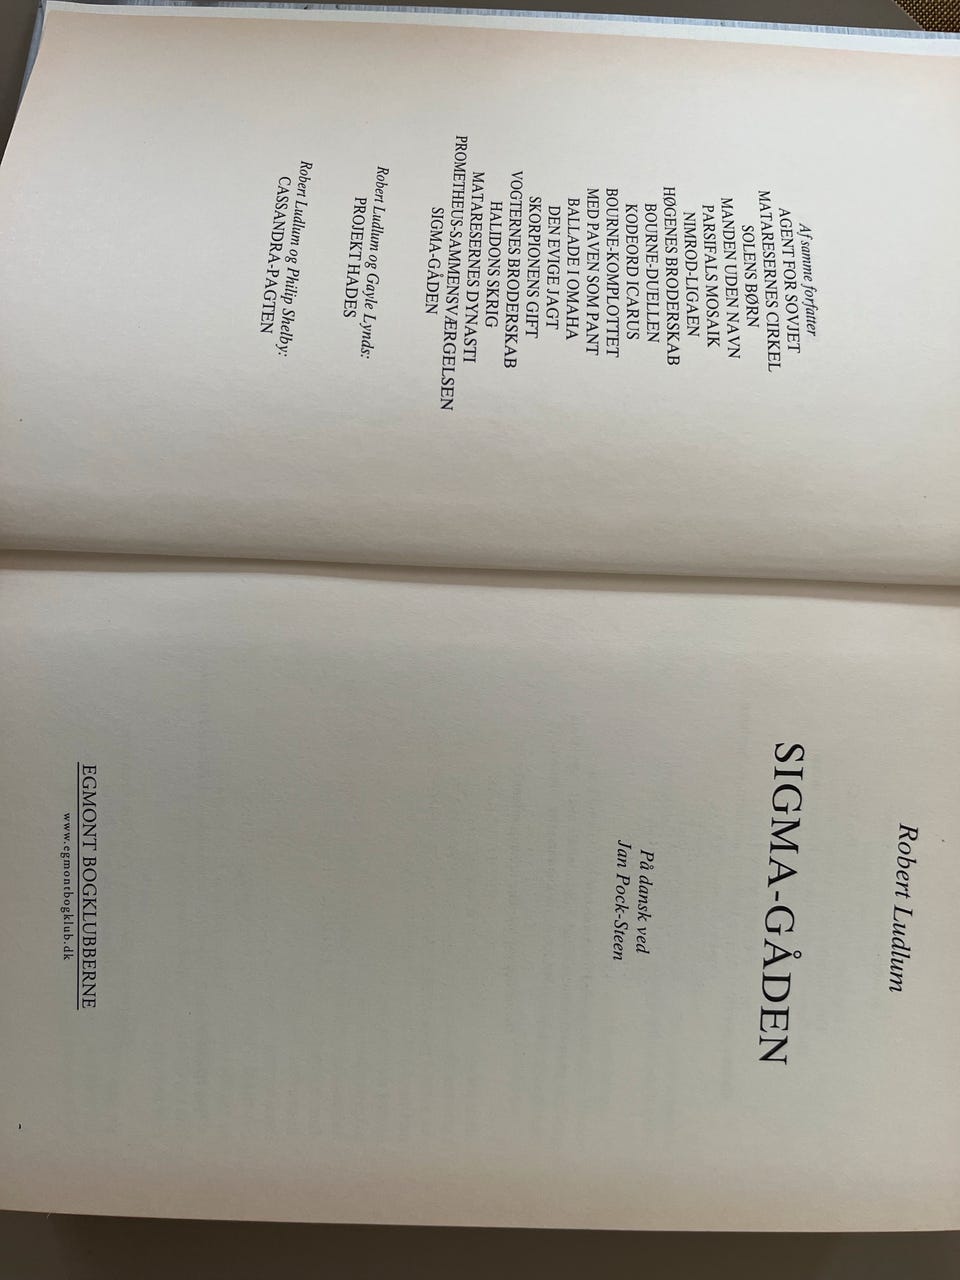 Af samme forfatter
AGENT FOR SOVJET
MATARESERNES CIRKEL
SOLENS BØRN
MANDEN UDEN NAVN
PARSIFALS MOSAIK
NIMROD-LIGAEN
HØGENES BRODERSKAB
BOURNE-DUELLEN
KODEORD ICARUS
BOURNE-KOMPLOTTET
MED PAVEN SOM PANT
BALLADE I OMAHA
DEN EVIGE JAGT
SKORPIONENS GIFT
VOGTERNES BRODERSKAB
HALIDONS SKRIG
MATARESERNES DYNASTI
PROMETHEUS-SAMMENSVÆRGELSEN
SIGMA-GÅDEN
Robert Ludlum og Gayle Lynds:
PROJEKT HADES
Robert Ludlum og Philip Shelby:
CASSANDRA-PAGTEN
Robert Ludlum
SIGMA-GÅDEN
På dansk ved
Jan Pock-Steen
EGMONT BOGKLUBBERNE
www.egmontbogklub.dk